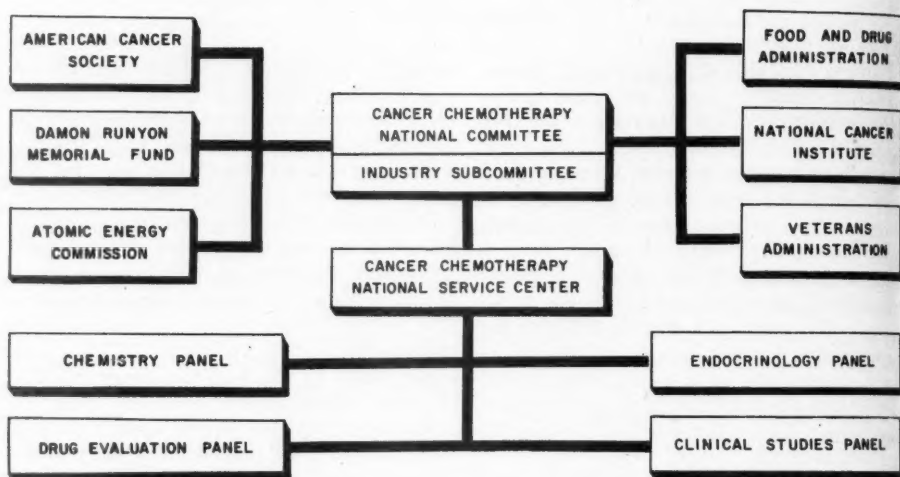 AMERICAN CANCER
SOCIETY
DAMON RUNYON
MEMORIAL FUND
ATOMIC ENERGY
COMMISSION
CANCER CHEMOTHERAPY
NATIONAL COMMITTEE
INDUSTRY SUBCOMMITTEE
FOOD AND DRUG
ADMINISTRATION
NATIONAL CANCER
INSTITUTE
VETERANS
ADMINISTRATION
CANCER CHEMOTHERAPY
NATIONAL SERVICE CENTER
CHEMISTRY PANEL
ENDOCRINOLOGY PANEL
DRUG EVALUATION PANEL
CLINICAL STUDIES PANEL